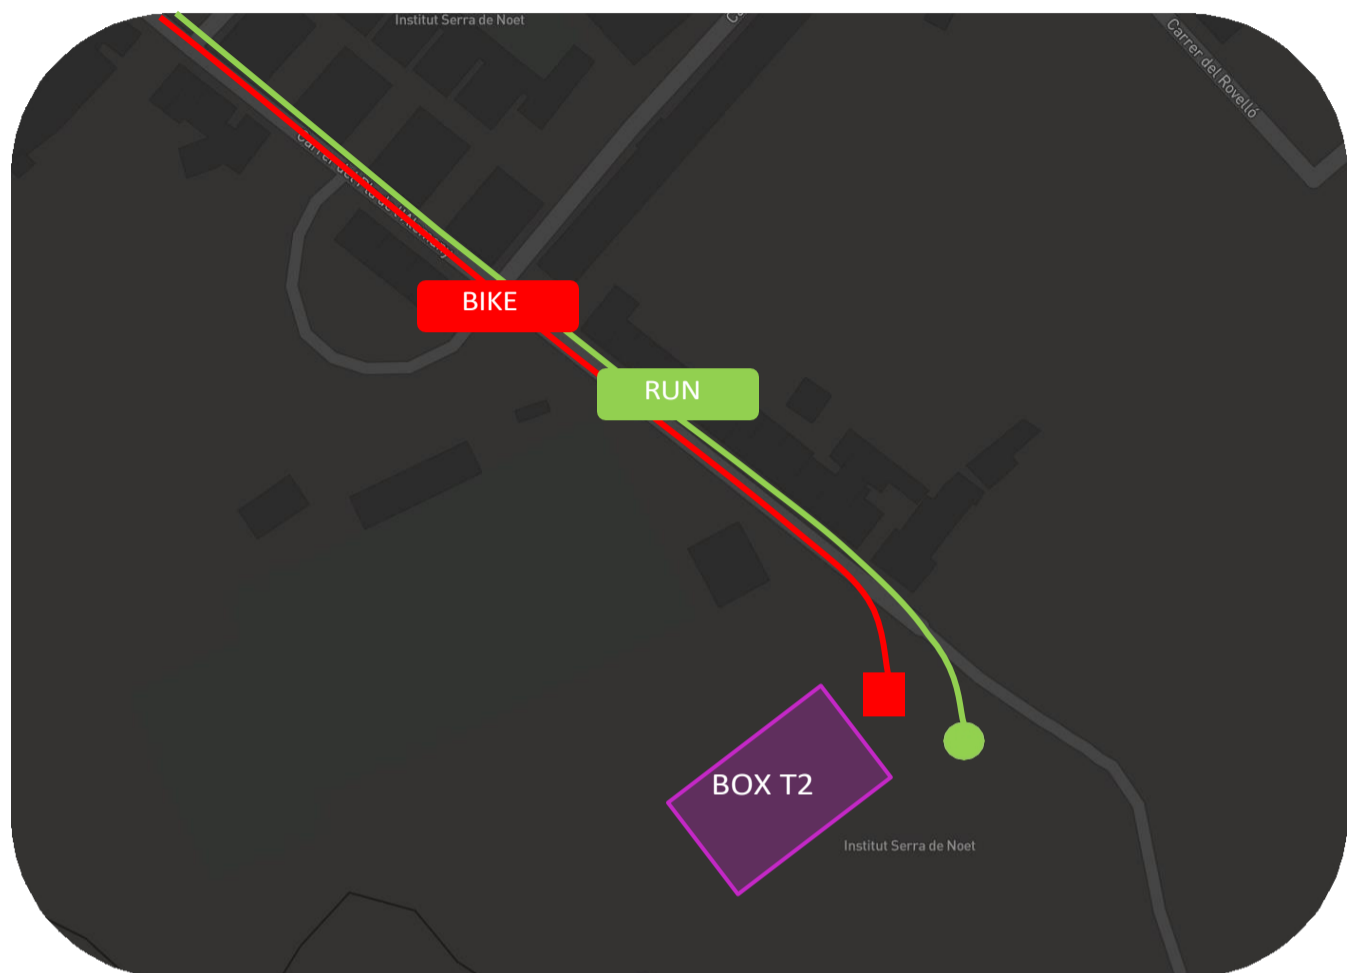 Institut Serra de Noet
Carrer del Rovelló
BIKE
RUN
BOX T2
Institut Serra de Noet